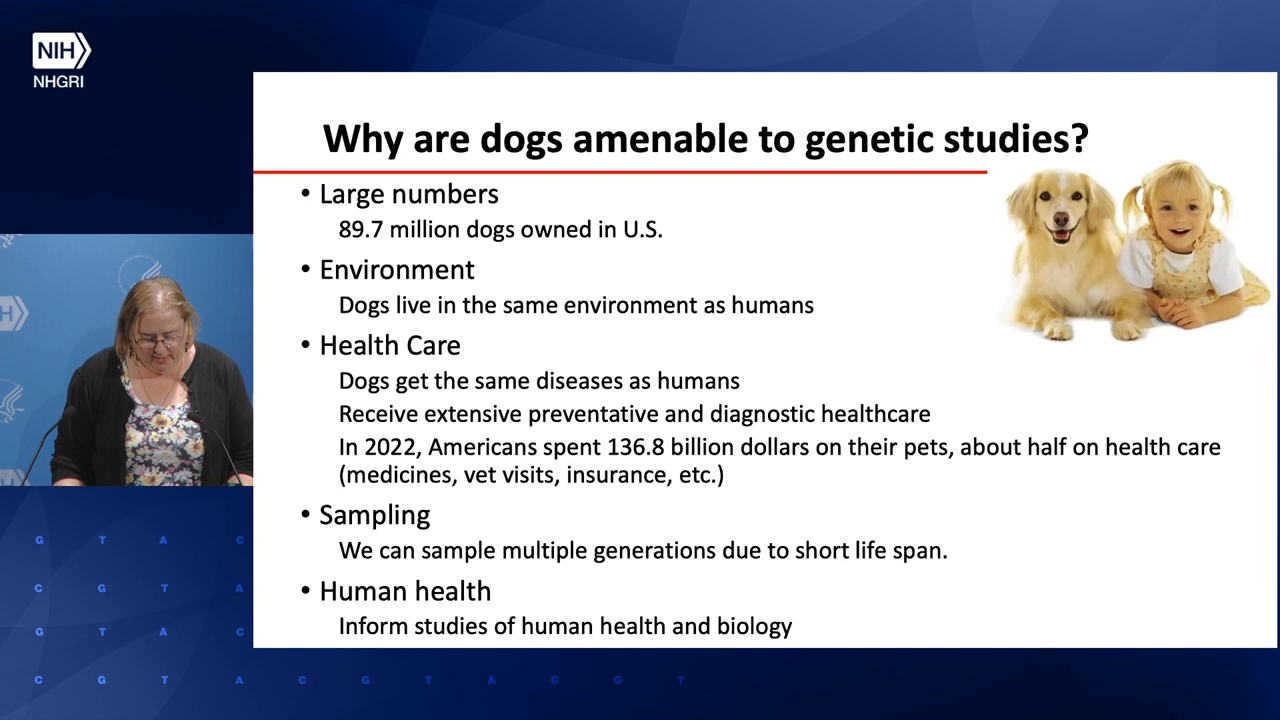 NIH
NHGRI
Why are dogs amenable to genetic studies?
• Large numbers
89.7 million dogs owned in U.S.
• Environment
Dogs live in the same environment as humans
• Health Care
Dogs get the same diseases as humans
Receive extensive preventative and diagnostic healthcare
In 2022, Americans spent 136.8 billion dollars on their pets, about half on health care
(medicines, vet visits, insurance, etc.)
• Sampling
We can sample multiple generations due to short life span.
• Human health
Inform studies of human health and biology
H
G T A C
C G T A
G T A C
C G T A C G T A C G T